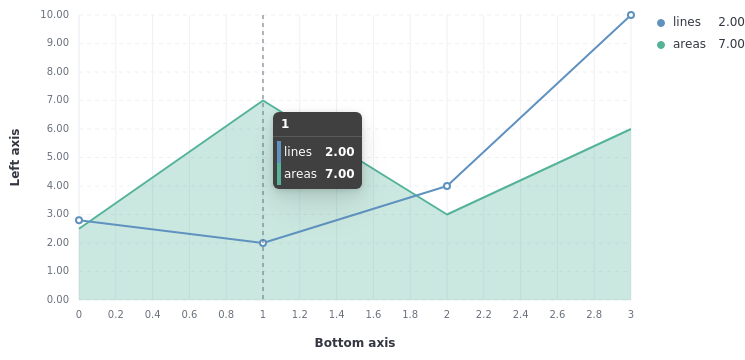 10.00
9.00
8.00
7.00
6.00
5.00
4.00
3.00
2.00
1.00
0.00
Left axis
0 0.2 0.4 0.6 0.8 1 1.2 1.4 1.6 1.8 2 2.2 2.4 2.6 2.8 3
Bottom axis
1
lines 2.00
areas 7.00
lines 2.00
areas 7.00